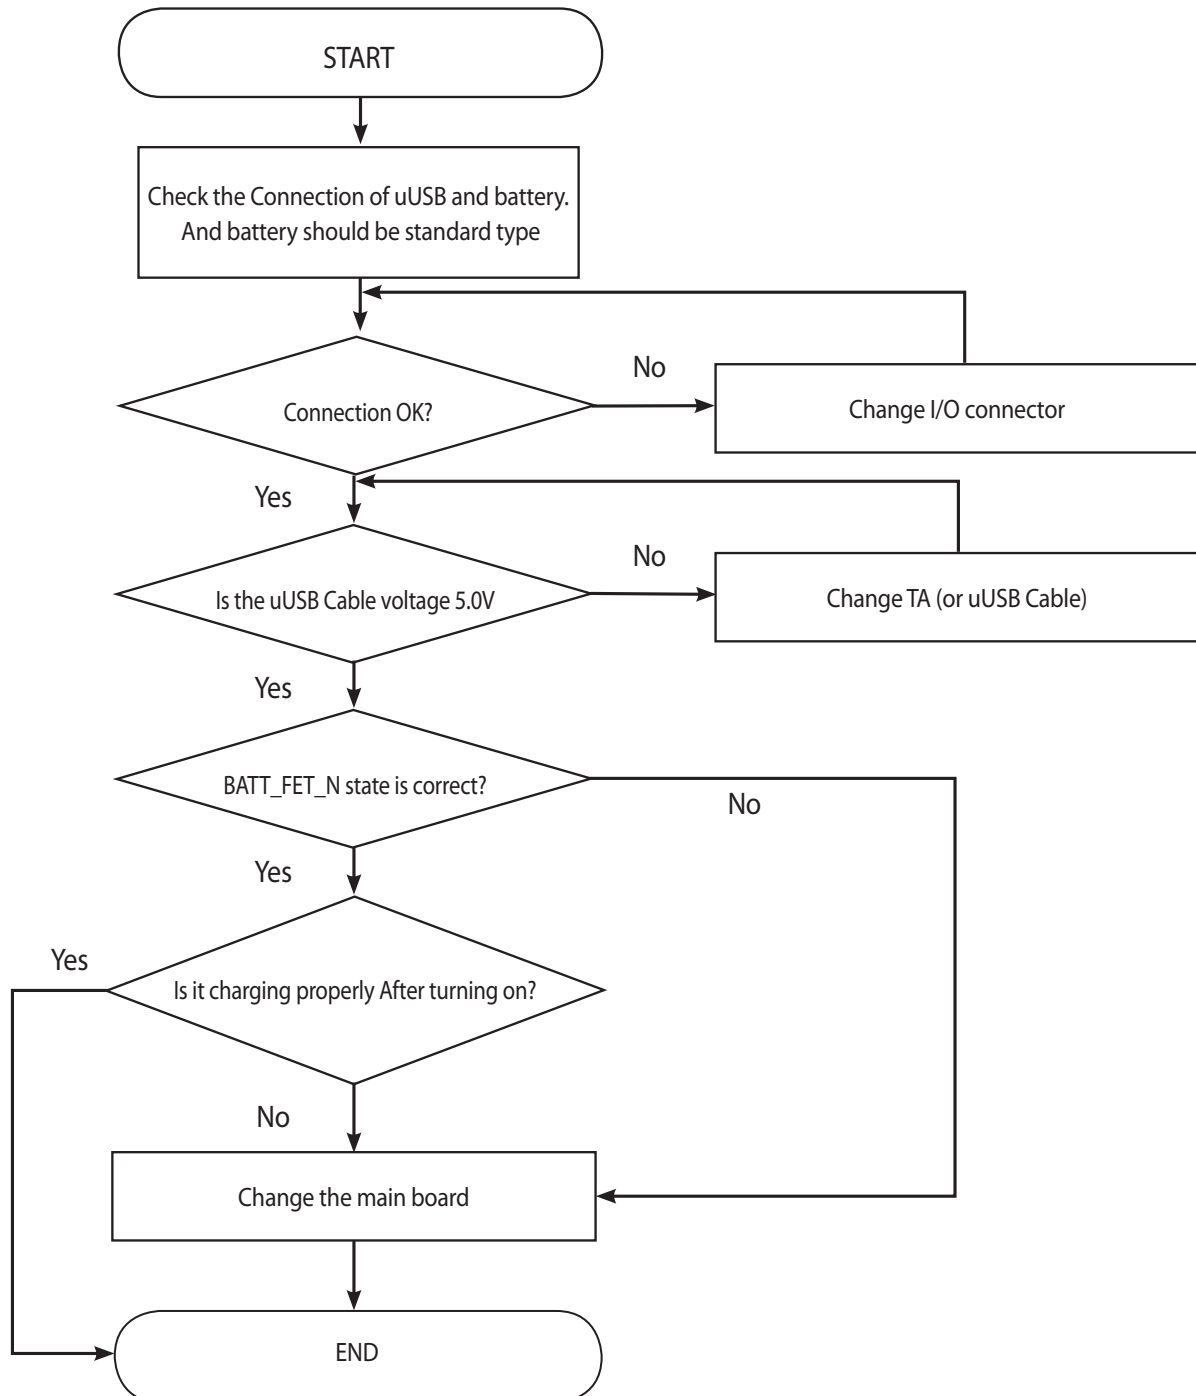 START
Check the Connection of uUSB and battery.
And battery should be standard type
Connection OK?
No
Change I/O connector
Yes
Is the uUSB Cable voltage 5.0V
No
Change TA (or uUSB Cable)
Yes
BATT_FET_N state is correct?
No
Yes
Yes
Is it charging properly After turning on?
No
Change the main board
END